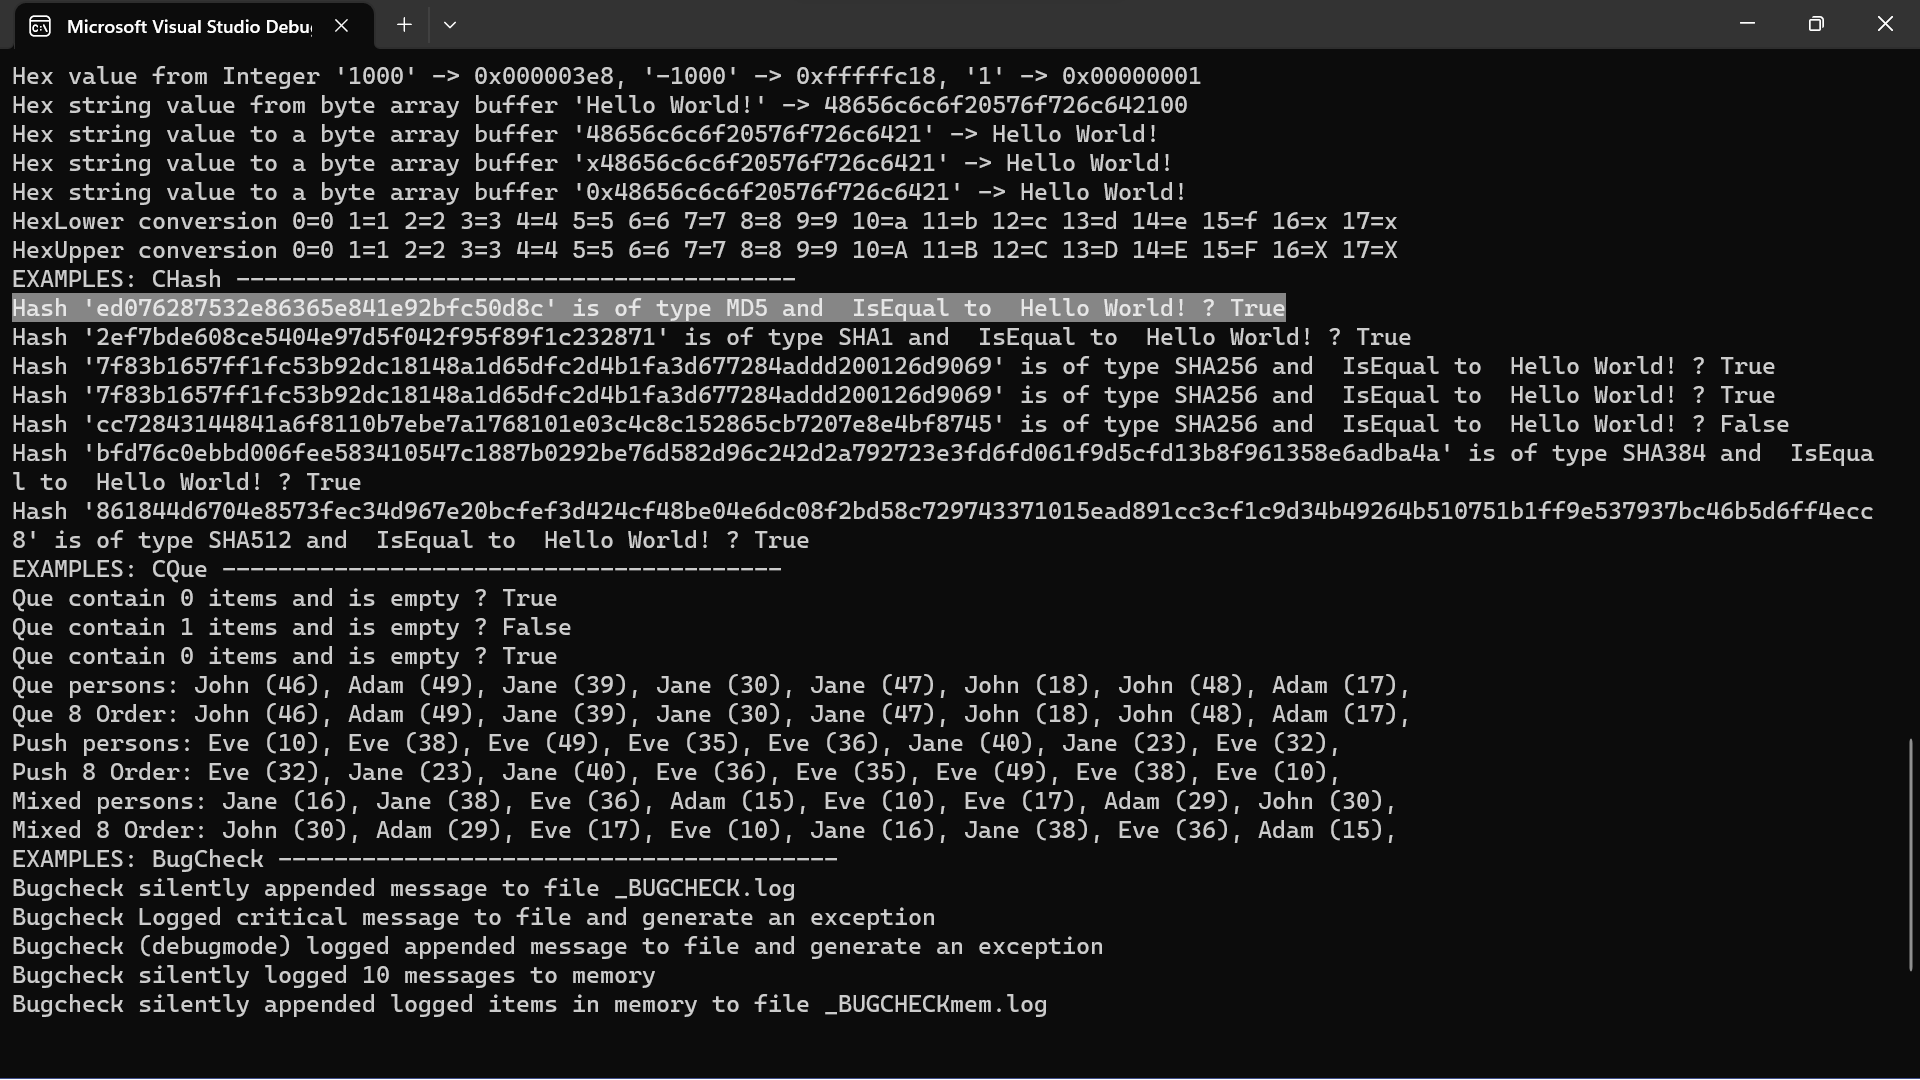 Microsoft Visual Studio Debu
Hex value from Integer '1000' -> 0x000003e8, '-1000' -> 0xfffffc18, '1' -> 0x00000001
Hex string value from byte array buffer 'Hello World!' -> 48656c6c6f20576f726c642100
Hex string value to a byte array buffer '48656c6c6f20576f726c6421' -> Hello World!
Hex string value to a byte array buffer 'x48656c6c6f20576f726c6421' -> Hello World!
Hex string value to a byte array buffer '0x48656c6c6f20576f726c6421' -> Hello World!
HexLower conversion 0=0 1=1 2=2 3=3 4=4 5=5 6=6 7=7 8=8 9=9 10=a 11=b 12=c 13=d 14=e 15=f 16=x 17=x
HexUpper conversion 0=0 1=1 2=2 3=3 4=4 5=5 6=6 7=7 8=8 9=9 10=A 11=B 12=C 13=D 14=E 15=F 16=X 17=X
EXAMPLES: CHash ----------------------------------------
Hash 'ed076287532e86365e841e92bfc50d8c' is of type MD5 and  IsEqual to  Hello World! ? True
Hash '2ef7bde608ce5404e97d5f042f95f89f1c232871' is of type SHA1 and  IsEqual to  Hello World! ? True
Hash '7f83b1657ff1fc53b92dc18148a1d65dfc2d4b1fa3d677284addd200126d9069' is of type SHA256 and  IsEqual to  Hello World! ? True
Hash '7f83b1657ff1fc53b92dc18148a1d65dfc2d4b1fa3d677284addd200126d9069' is of type SHA256 and  IsEqual to  Hello World! ? True
Hash 'cc72843144841a6f8110b7ebe7a1768101e03c4c8c152865cb7207e8e4bf8745' is of type SHA256 and  IsEqual to  Hello World! ? False
Hash 'bfd76c0ebbd006fee583410547c1887b0292be76d582d96c242d2a792723e3fd6fd061f9d5cfd13b8f961358e6adba4a' is of type SHA384 and  IsEqua
l to  Hello World! ? True
Hash '861844d6704e8573fec34d967e20bcfef3d424cf48be04e6dc08f2bd58c729743371015ead891cc3cf1c9d34b49264b510751b1ff9e537937bc46b5d6ff4ecc
8' is of type SHA512 and  IsEqual to  Hello World! ? True
EXAMPLES: CQue ----------------------------------------
Que contain 0 items and is empty ? True
Que contain 1 items and is empty ? False
Que contain 0 items and is empty ? True
Que persons: John (46), Adam (49), Jane (39), Jane (30), Jane (47), John (18), John (48), Adam (17),
Que 8 Order: John (46), Adam (49), Jane (39), Jane (30), Jane (47), John (18), John (48), Adam (17),
Push persons: Eve (10), Eve (38), Eve (49), Eve (35), Eve (36), Jane (40), Jane (23), Eve (32),
Push 8 Order: Eve (32), Jane (23), Jane (40), Eve (36), Eve (35), Eve (49), Eve (38), Eve (10),
Mixed persons: Jane (16), Jane (38), Eve (36), Adam (15), Eve (10), Eve (17), Adam (29), John (30),
Mixed 8 Order: John (30), Adam (29), Eve (17), Eve (10), Jane (16), Jane (38), Eve (36), Adam (15),
EXAMPLES: BugCheck ----------------------------------------
Bugcheck silently appended message to file _BUGCHECK.log
Bugcheck Logged critical message to file and generate an exception
Bugcheck (debugmode) logged appended message to file and generate an exception
Bugcheck silently logged 10 messages to memory
Bugcheck silently appended logged items in memory to file _BUGCHECKmem.log